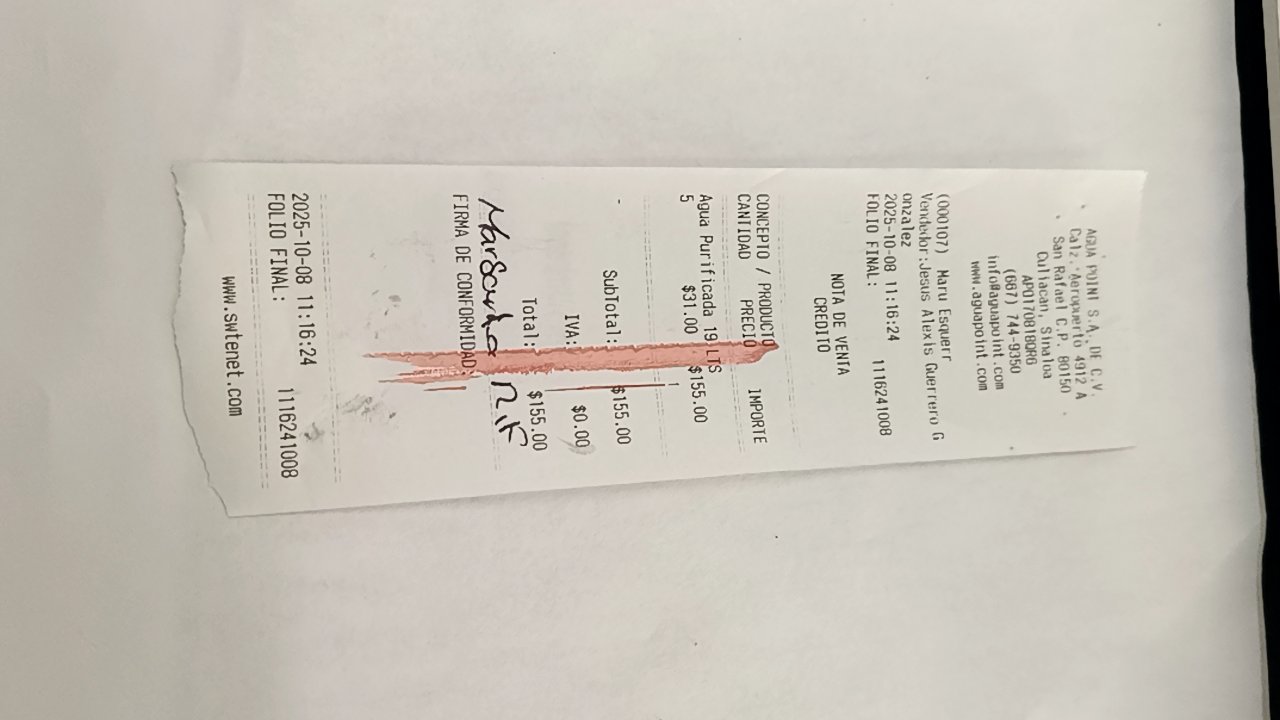 AGUA POINT S.A. DE C.V.
Calz. Aeropuerto 4912 A
San Rafael C.P. 80150
Culiacan, Sinaloa
APO170818QR6
(667) 744-9350
info@aguapoint.com
www.aguapoint.com
(000107) Maru Esquerr
Vendedor:Jesus Alexis Guerrero G
onzalez
2025-10-08 11:16:24
FOLIO FINAL: 1116241008
NOTA DE VENTA
CREDITO
CONCEPTO / PRODUCTO
CANTIDAD PRECIO IMPORTE
Agua Purificada 19 LTS
5 $31.00 $155.00
SubTotal: $155.00
IVA: $0.00
Total: $155.00
FIRMA DE CONFORMIDAD:
2025-10-08 11:16:24
FOLIO FINAL: 1116241008
www.swtenet.com